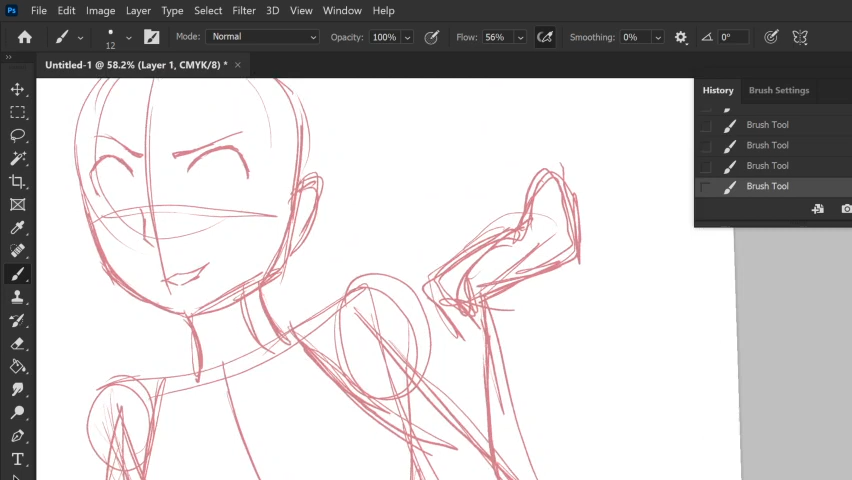 Ps File Edit Image Layer Type Select Filter 3D View Window Help
12 Mode: Normal Opacity: 100% Flow: 56% Smoothing: 0% 0°
Untitled-1 @ 58.2% (Layer 1, CMYK/8) * ×
History Brush Settings
Brush Tool
Brush Tool
Brush Tool
Brush Tool